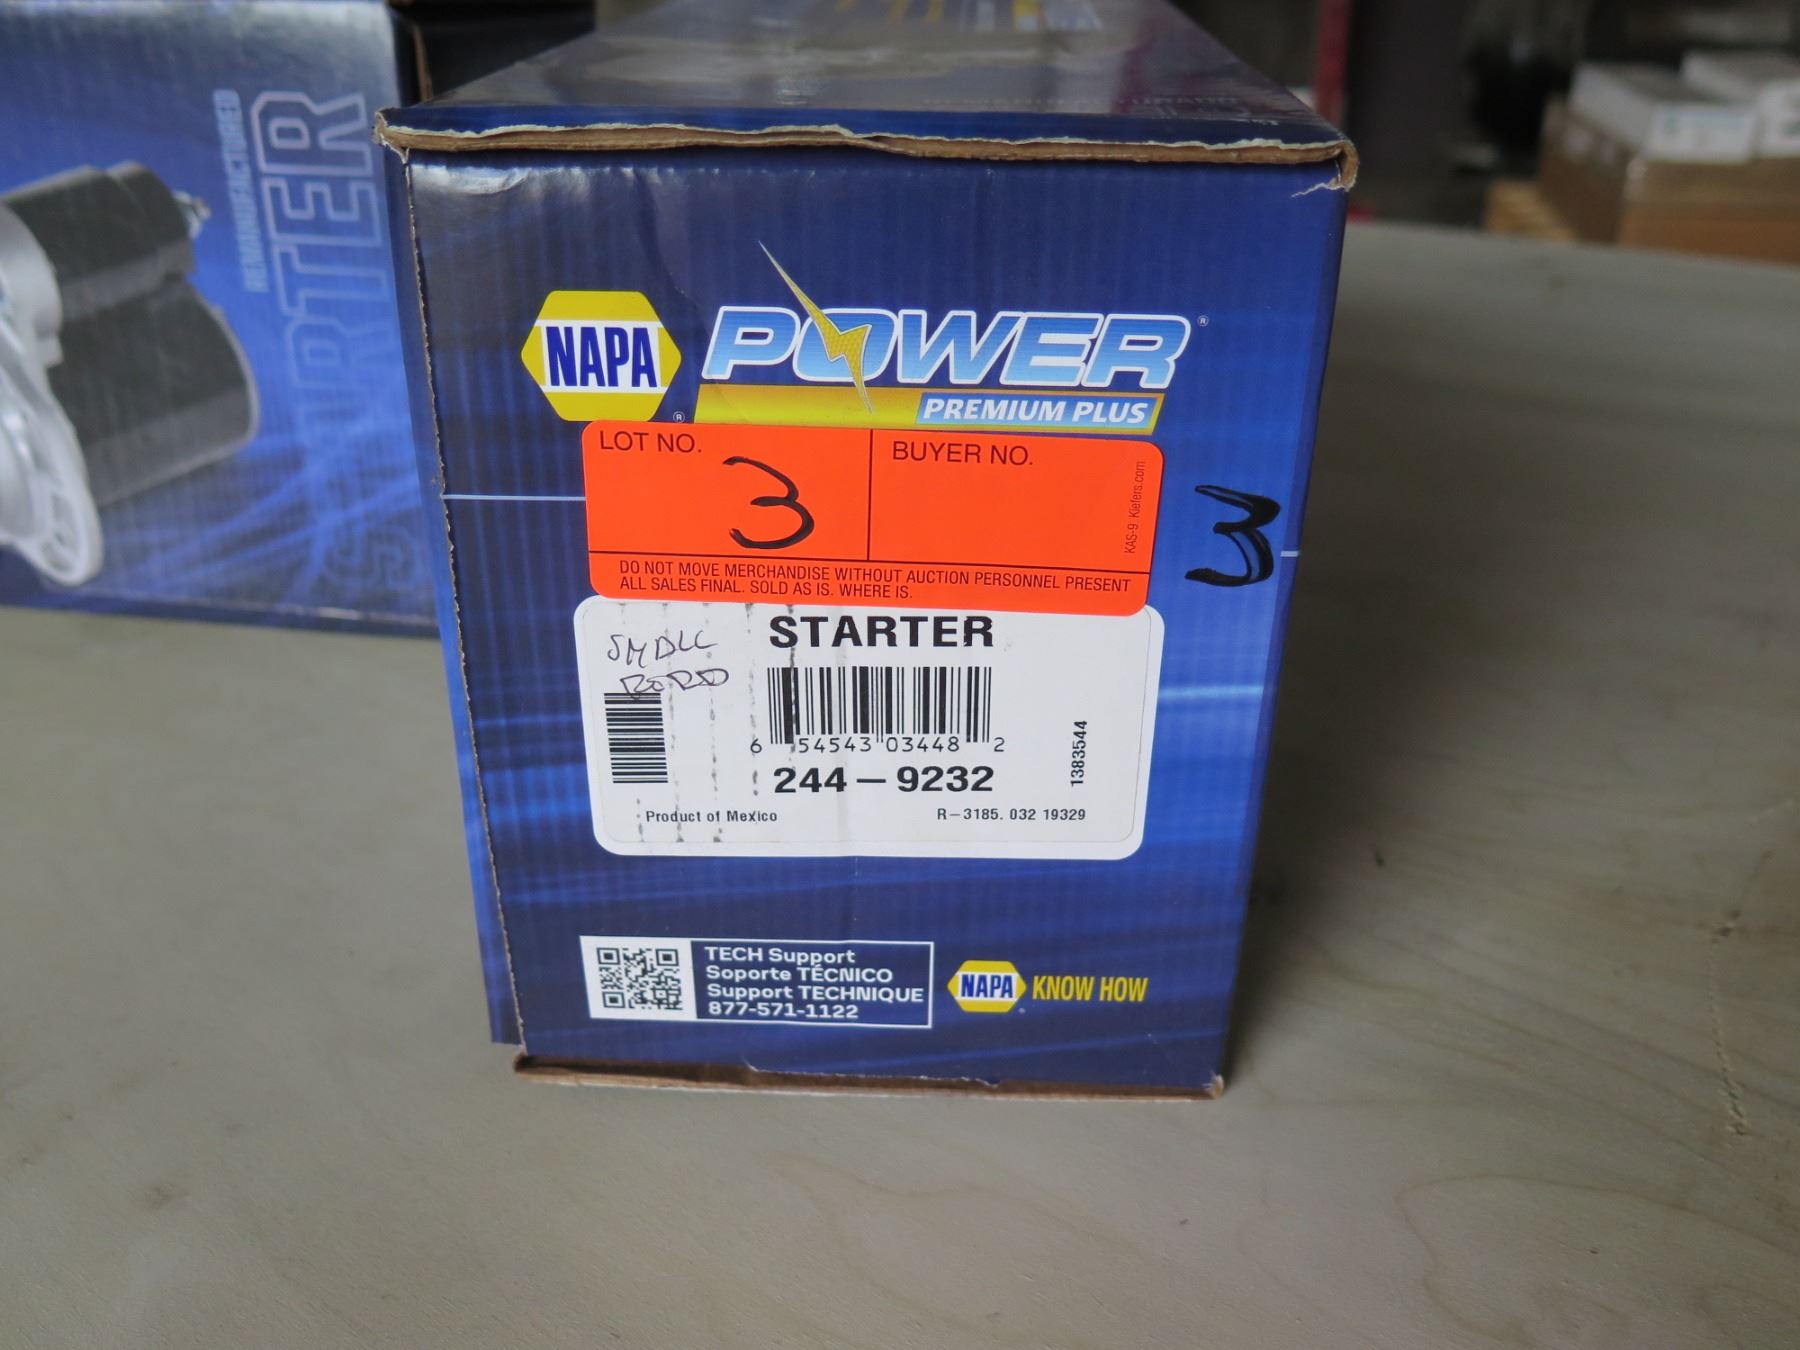 REMANUFACTURED
STARTER
NAPA
®
POWER®
PREMIUM PLUS
LOT NO.
3
BUYER NO.
KAS-9 Kiefers.com
DO NOT MOVE MERCHANDISE WITHOUT AUCTION PERSONNEL PRESENT
ALL SALES FINAL. SOLD AS IS. WHERE IS.
3
STARTER
SMALL
6 54543 03448 2
244-9232
1383544
Product of Mexico
R-3185. 032 19329
TECH Support
Soporte TÉCNICO
Support TECHNIQUE
877-571-1122
NAPA KNOW HOW